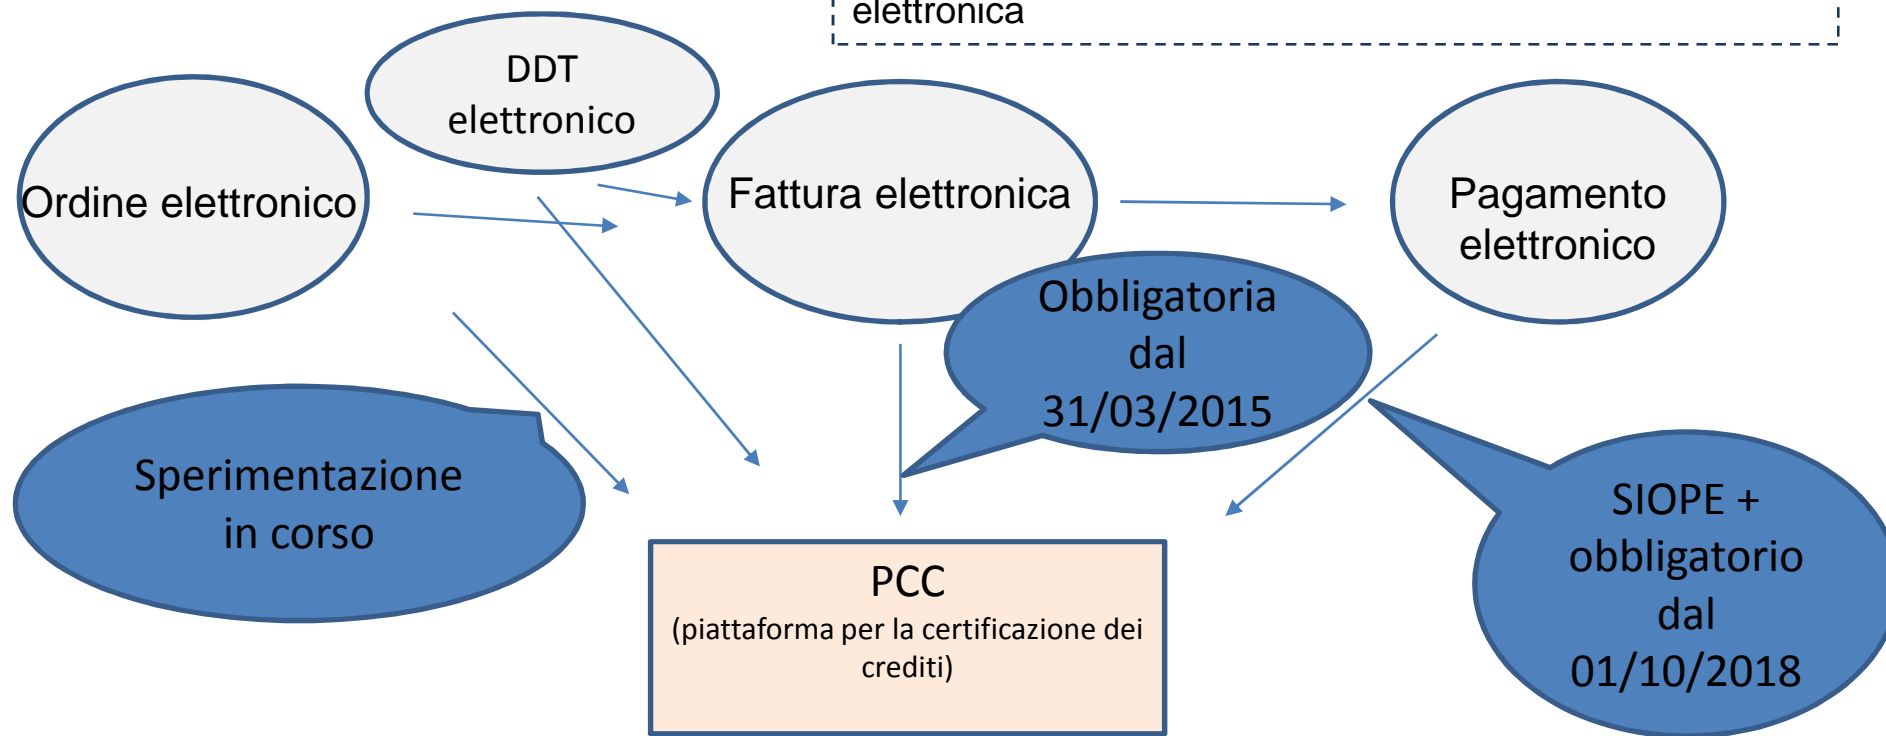 elettronica
DDT
elettronico
Ordine elettronico
Fattura elettronica
Pagamento
elettronico
Obbligatoria
dal
31/03/2015
Sperimentazione
in corso
SIOPE +
obbligatorio
dal
01/10/2018
PCC
(piattaforma per la certificazione dei
crediti)